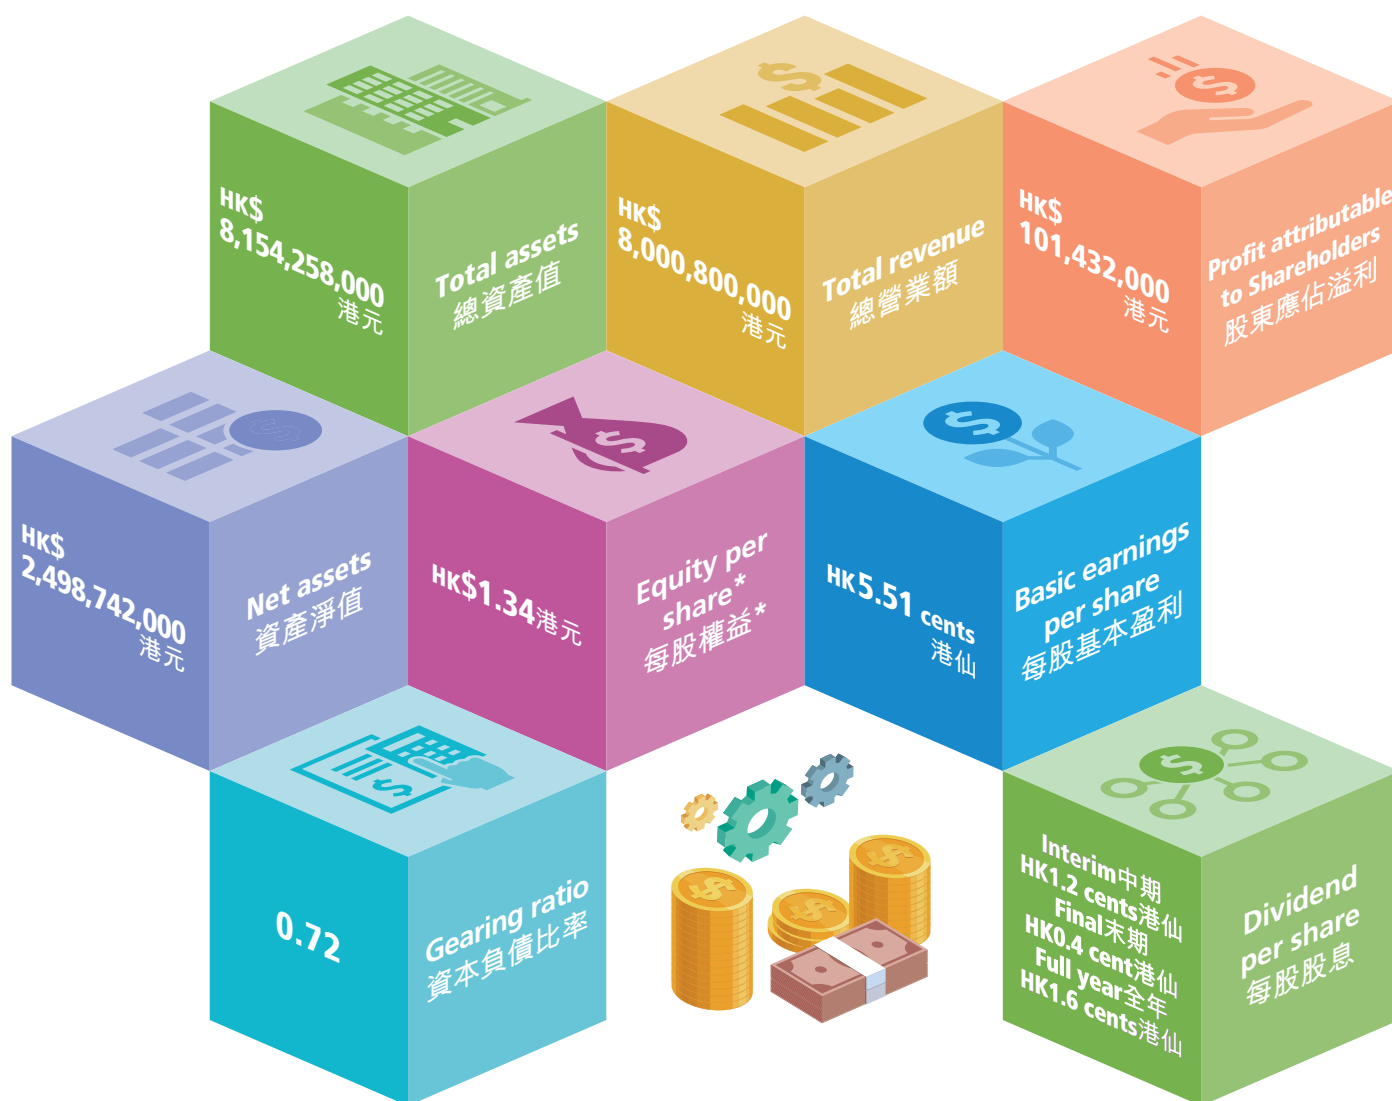 HK$
8,154,258,000
港元
Total assets
總資產值
HK$
8,000,800,000
港元
Total revenue
總營業額
HK$
101,432,000
港元
Profit attributable
to Shareholders
股東應佔溢利
HK$
2,498,742,000
港元
Net assets
資產淨值
HK$1.34港元
Equity per
share*
每股權益*
HK5.51 cents
港仙
Basic earnings
per share
每股基本盈利
0.72
Gearing ratio
資本負債比率
Interim中期
HK1.2 cents港仙
Final末期
HK0.4 cent港仙
Full year全年
HK1.6 cents港仙
Dividend
per share
每股股息